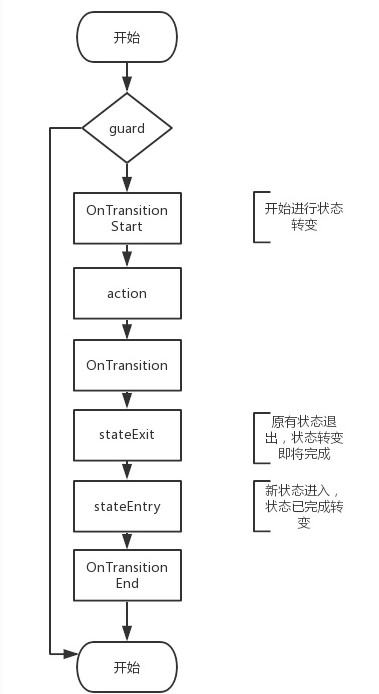 开始
guard
OnTransition
Start
开始进行状态
转变
action
OnTransition
stateExit
原有状态退
出，状态转变
即将完成
stateEntry
新状态进入，
状态已完成转
变
OnTransition
End
开始